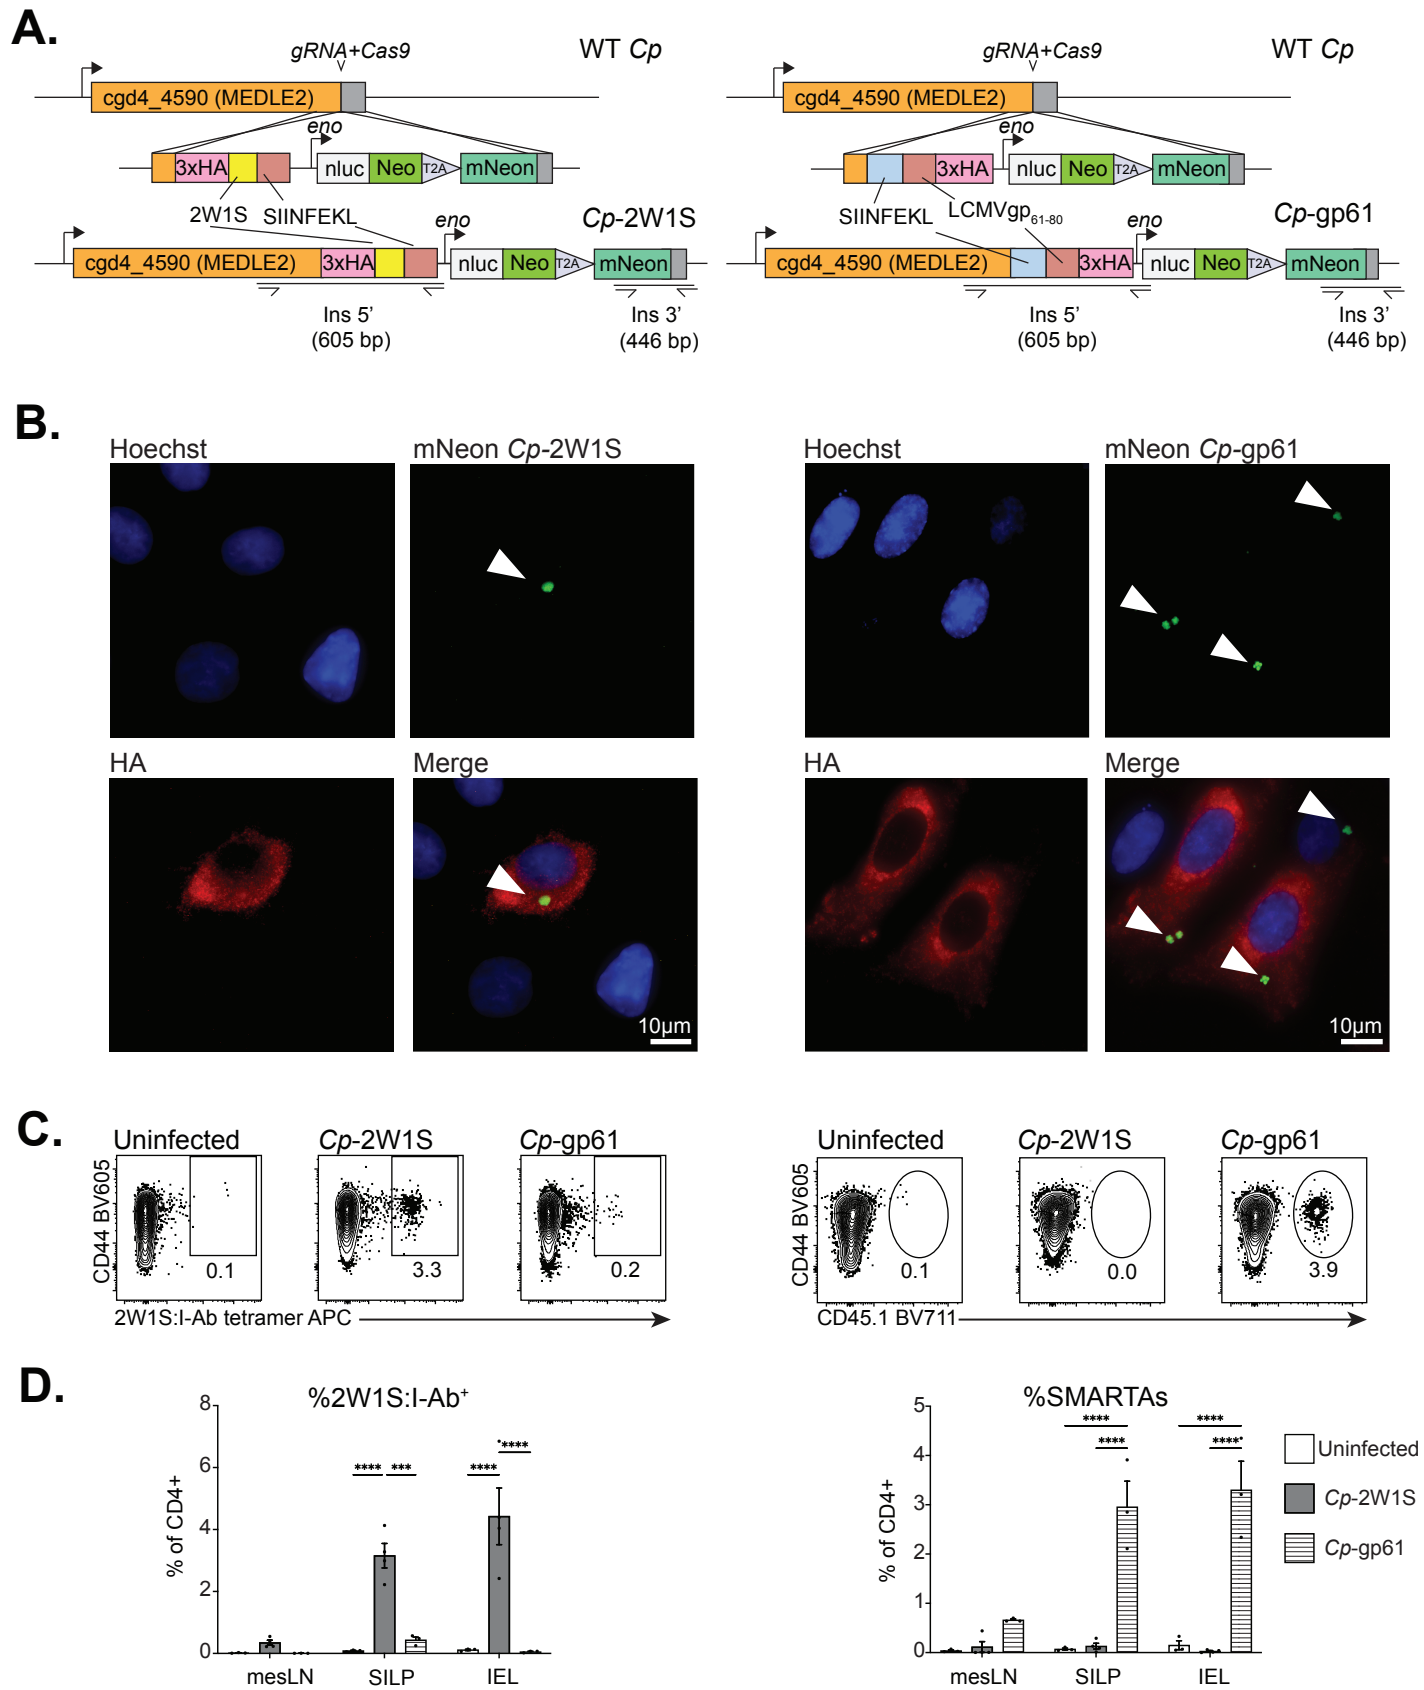 A.
gRNA+Cas9
WT Cp
cgd4_4590 (MEDLE2)
eno
3xHA
nluc
Neo
T2A
mNeon
2W1S
SIINFEKL
Cp-2W1S
eno
cgd4_4590 (MEDLE2)
3xHA
nluc
Neo
T2A
mNeon
Ins 5’
(605 bp)
Ins 3’
(446 bp)
gRNA+Cas9
WT Cp
cgd4_4590 (MEDLE2)
eno
3xHA
nluc
Neo
T2A
mNeon
SIINFEKL
LCMVgp61-80
Cp-gp61
eno
cgd4_4590 (MEDLE2)
3xHA
nluc
Neo
T2A
mNeon
Ins 5’
(605 bp)
Ins 3’
(446 bp)
B.
Hoechst
mNeon Cp-2W1S
HA
Merge
10µm
Hoechst
mNeon Cp-gp61
HA
Merge
10µm
C.
Uninfected
Cp-2W1S
Cp-gp61
CD44 BV605
0.1
3.3
0.2
2W1S:I-Ab tetramer APC
Uninfected
Cp-2W1S
Cp-gp61
CD44 BV605
0.1
0.0
3.9
CD45.1 BV711
D.
%2W1S:I-Ab+
% of CD4+
8
6
4
2
0
**** ***
**** ****
mesLN
SILP
IEL
%SMARTAs
% of CD4+
5
4
3
2
1
0
****
****
****
****
mesLN
SILP
IEL
Uninfected
Cp-2W1S
Cp-gp61